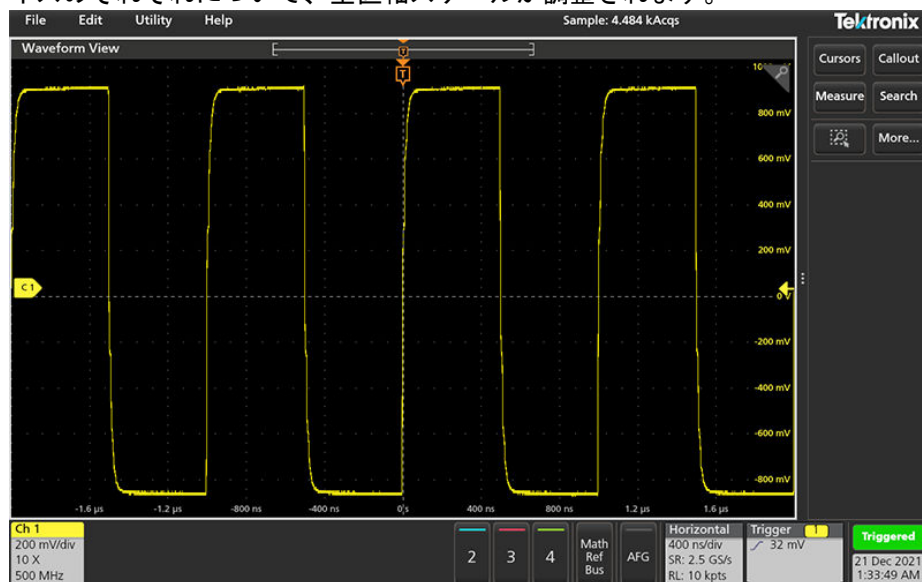 File Edit Utility Help Sample: 4.484 kAcqs Tektronix
Waveform View
T
T
Cursors Callout
Measure Search
More...
800 mV
600 mV
400 mV
200 mV
C1
0 V
-200 mV
-400 mV
-600 mV
-800 mV
-1.6 µs -1.2 µs -800 ns -400 ns 0 s 400 ns 800 ns 1.2 µs 1.6 µs
Ch 1
200 mV/div
10 X
500 MHz
2 3 4
Math
Ref
Bus
AFG
Horizontal
400 ns/div
SR: 2.5 GS/s
RL: 10 kpts
Trigger 1
32 mV
Triggered
21 Dec 2021
1:33:49 AM